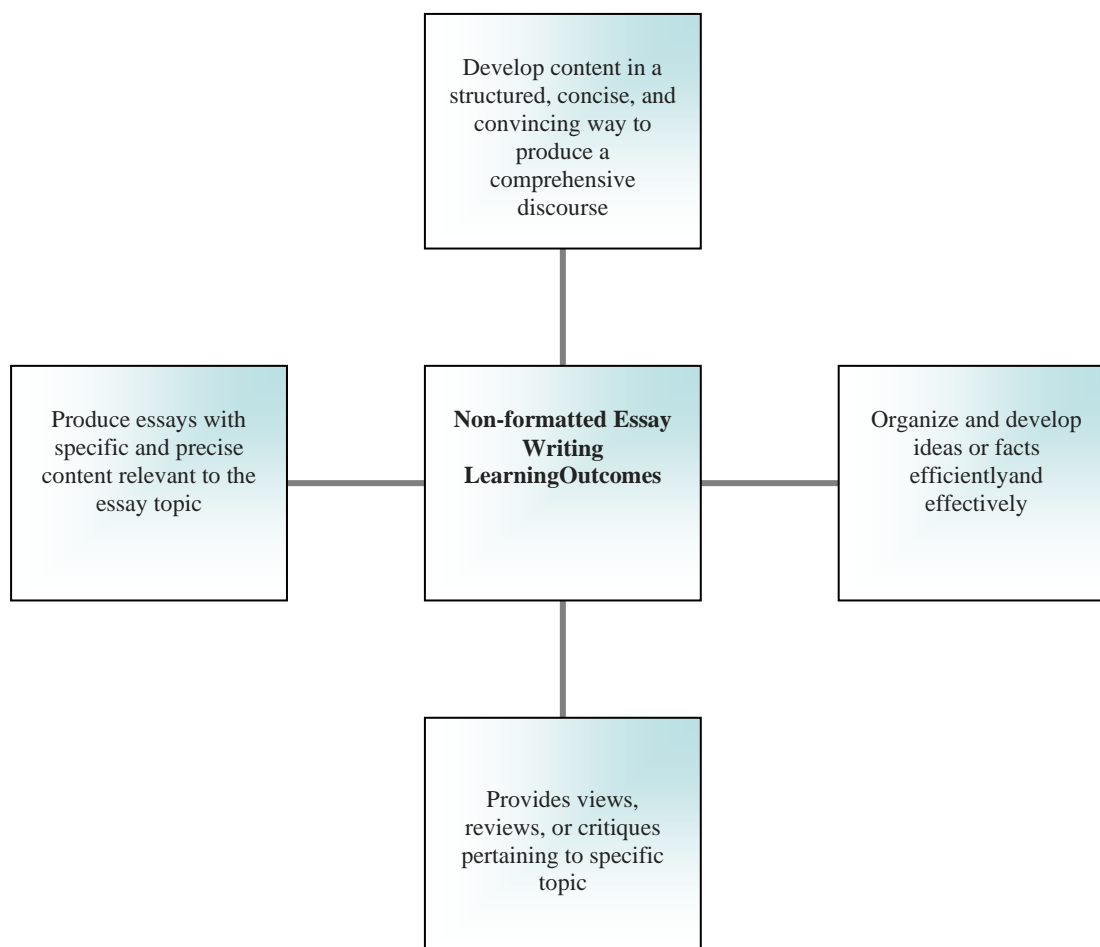 Develop content in a
structured, concise, and
convincing way to
produce a
comprehensive
discourse
Produce essays with
specific and precise
content relevant to the
essay topic
Non-formatted Essay
Writing
LearningOutcomes
Organize and develop
ideas or facts
efficientlyand
effectively
Provides views,
reviews, or critiques
pertaining to specific
topic